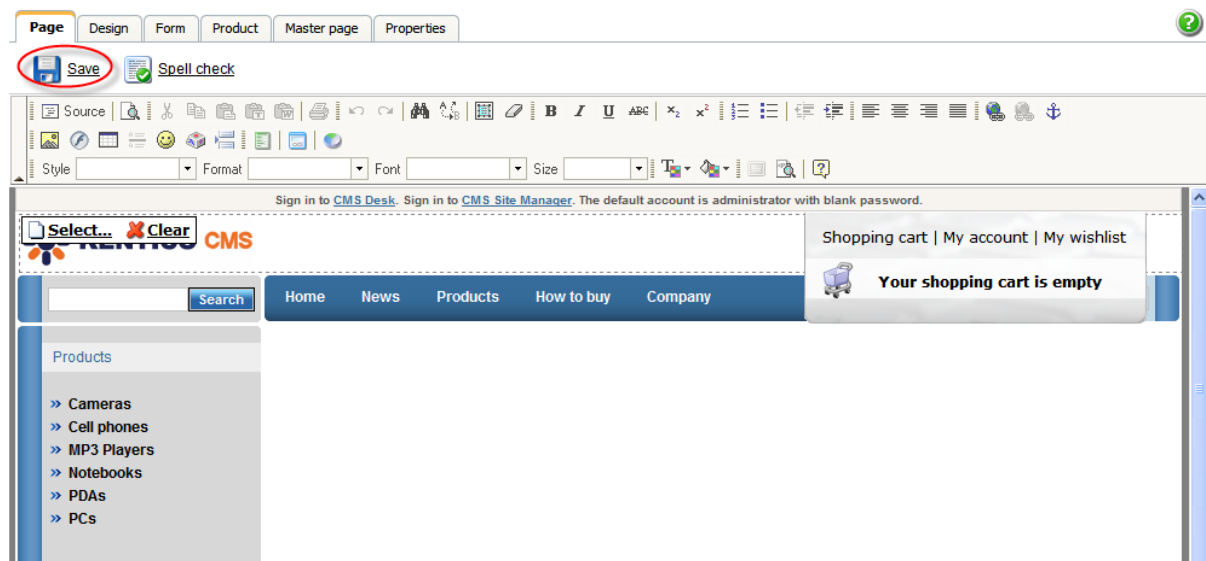 Page Design Form Product Master page Properties
Save Spell check
Source B I U ABC
Style Format Font Size
Sign in to CMS Desk. Sign in to CMS Site Manager. The default account is administrator with blank password.
Select... Clear CMS
Shopping cart | My account | My wishlist
Your shopping cart is empty
Search Home News Products How to buy Company
Products
» Cameras
» Cell phones
» MP3 Players
» Notebooks
» PDAs
» PCs